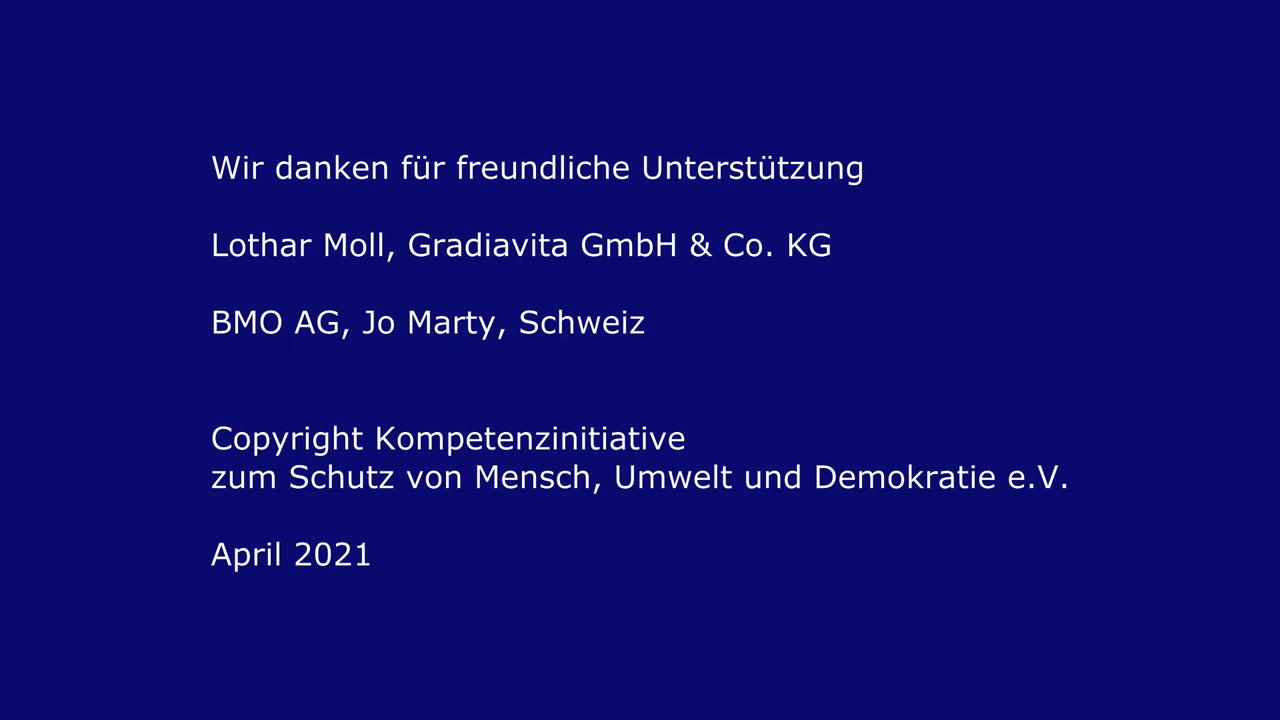 Wir danken für freundliche Unterstützung
Lothar Moll, Gradiavita GmbH & Co. KG
BMO AG, Jo Marty, Schweiz
Copyright Kompetenzinitiative
zum Schutz von Mensch, Umwelt und Demokratie e.V.
April 2021